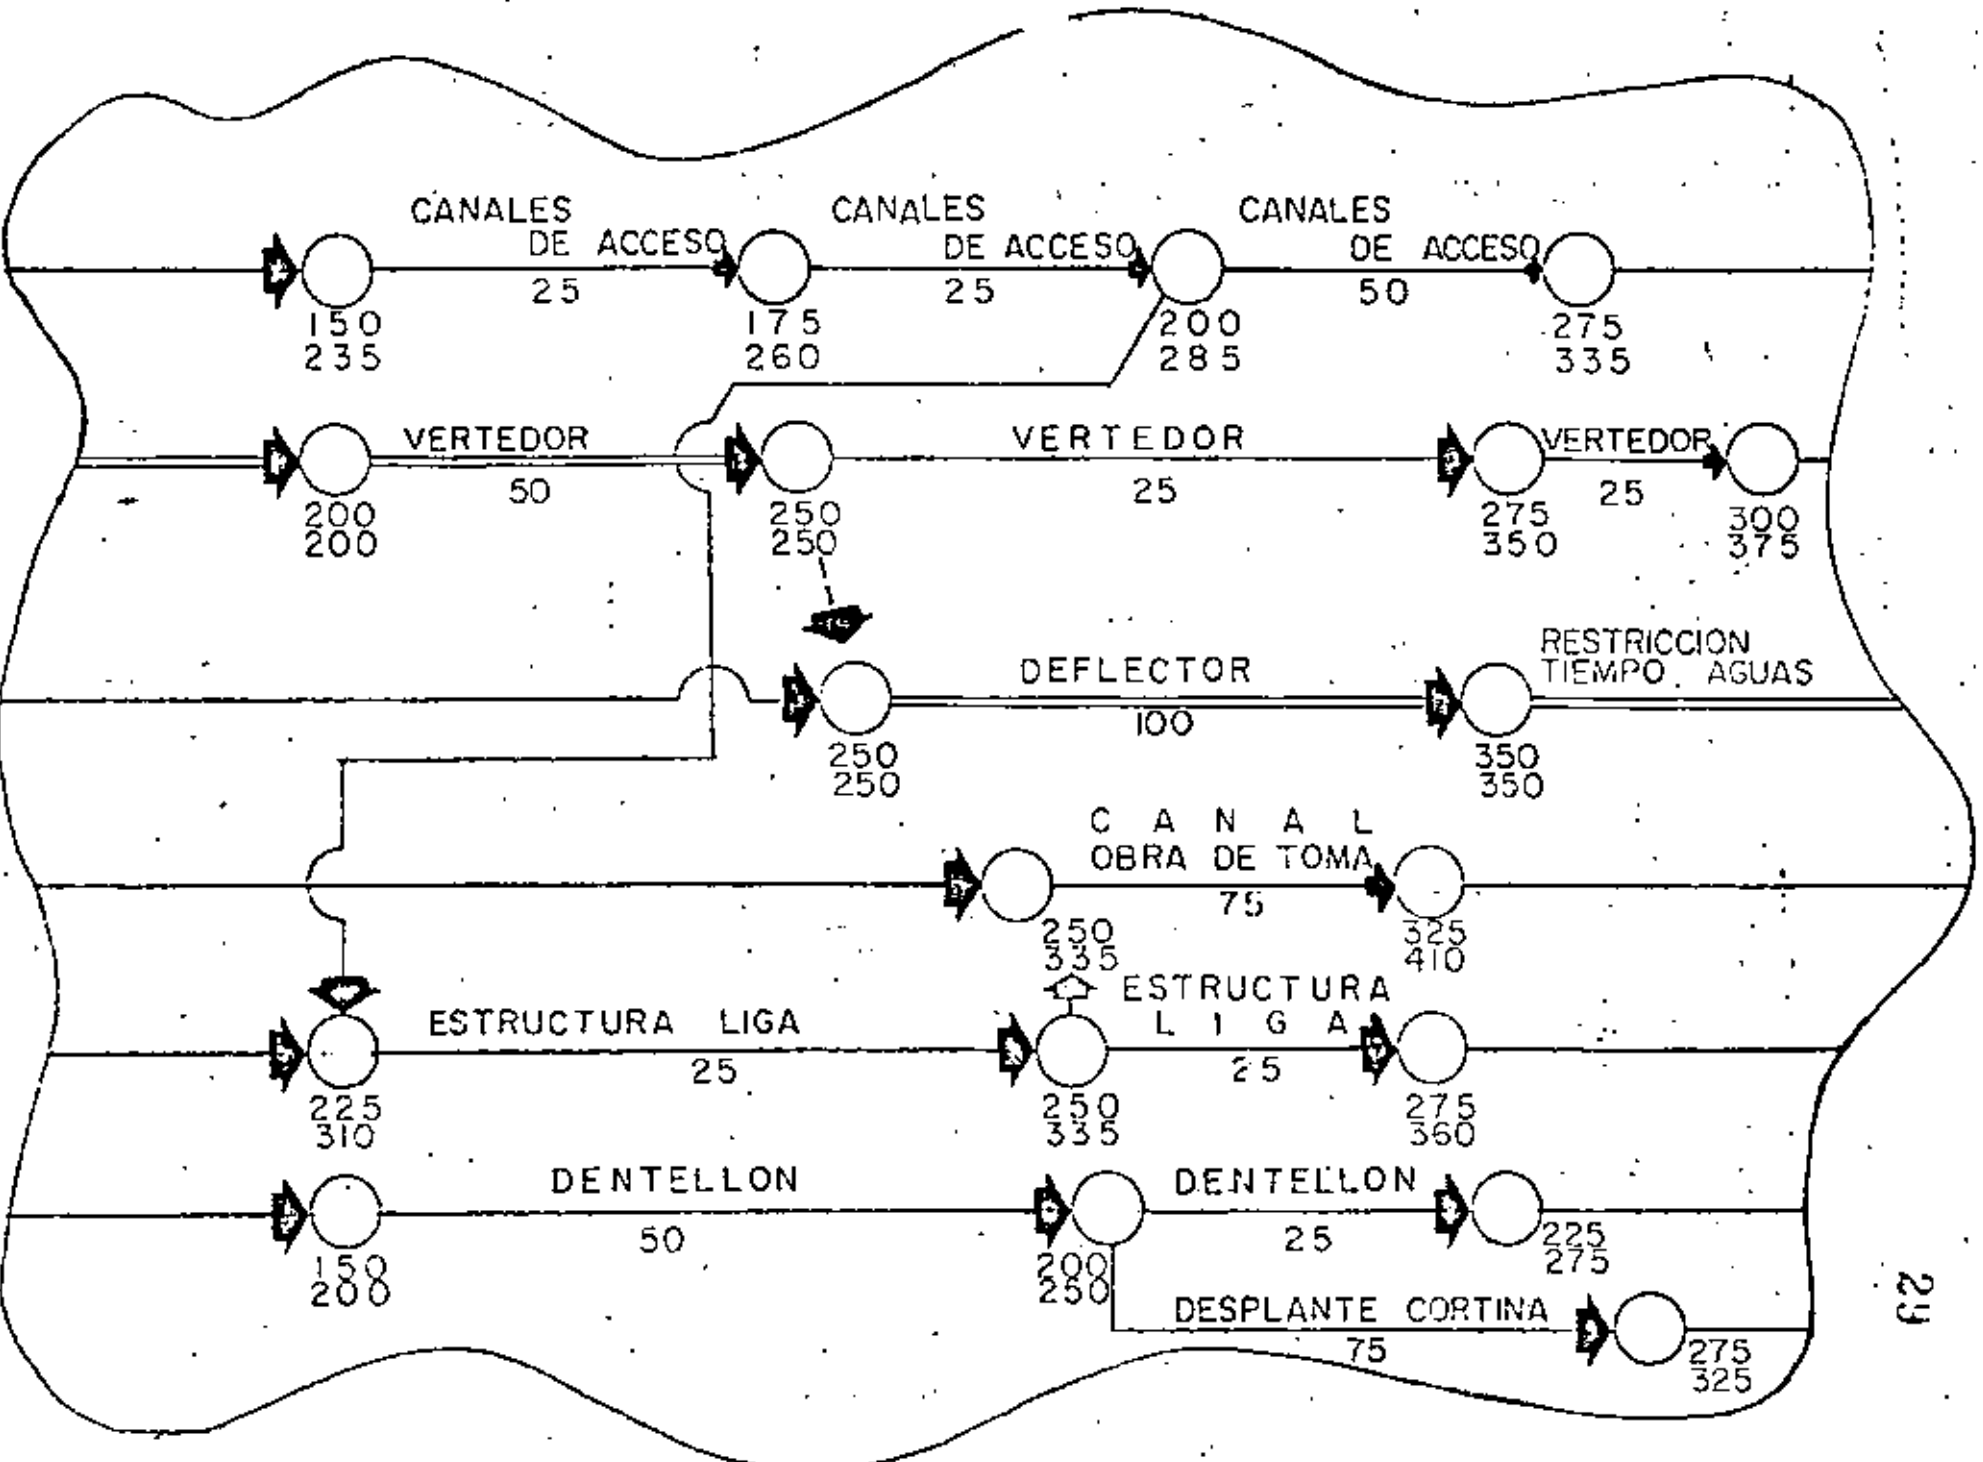 CANALES
DE ACCESO
25
CANALES
DE ACCESO
25
CANALES
DE ACCESO
50
150
235
175
260
200
285
275
335
VERTEDOR
50
VERTEDOR
25
VERTEDOR
25
200
200
250
250
275
350
300
375
DEFLECTOR
100
RESTRICCION
TIEMPO AGUAS
250
250
350
350
CANAL
OBRA DE TOMA
75
250
335
325
410
ESTRUCTURA LIGA
25
ESTRUCTURA
LIGA
25
225
310
250
335
275
360
DENTELLON
50
DENTELLON
25
150
200
200
250
225
275
DESPLANTE CORTINA
75
275
325
29